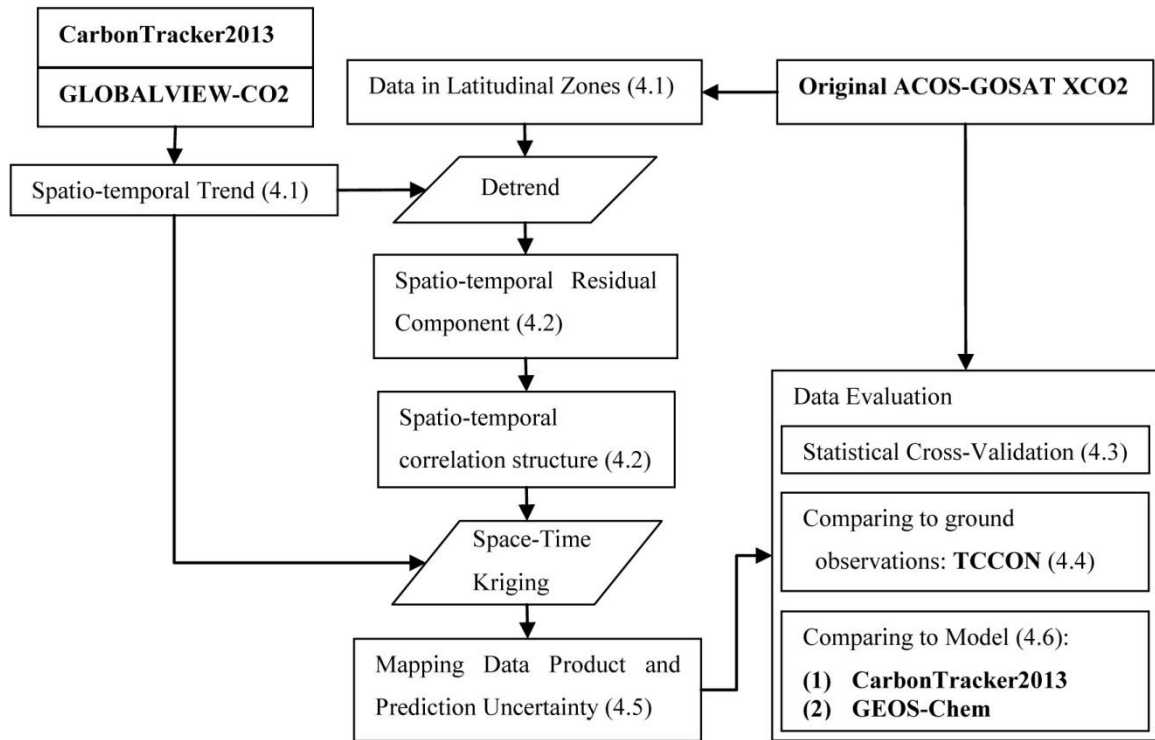 CarbonTracker2013
GLOBALVIEW-CO2
Data in Latitudinal Zones (4.1)
Original ACOS-GOSAT XCO2
Spatio-temporal Trend (4.1)
Detrend
Spatio-temporal Residual
Component (4.2)
Spatio-temporal
correlation structure (4.2)
Space-Time
Kriging
Mapping Data Product and
Prediction Uncertainty (4.5)
Data Evaluation
Statistical Cross-Validation (4.3)
Comparing to ground
observations: TCCON (4.4)
Comparing to Model (4.6):
(1) CarbonTracker2013
(2) GEOS-Chem